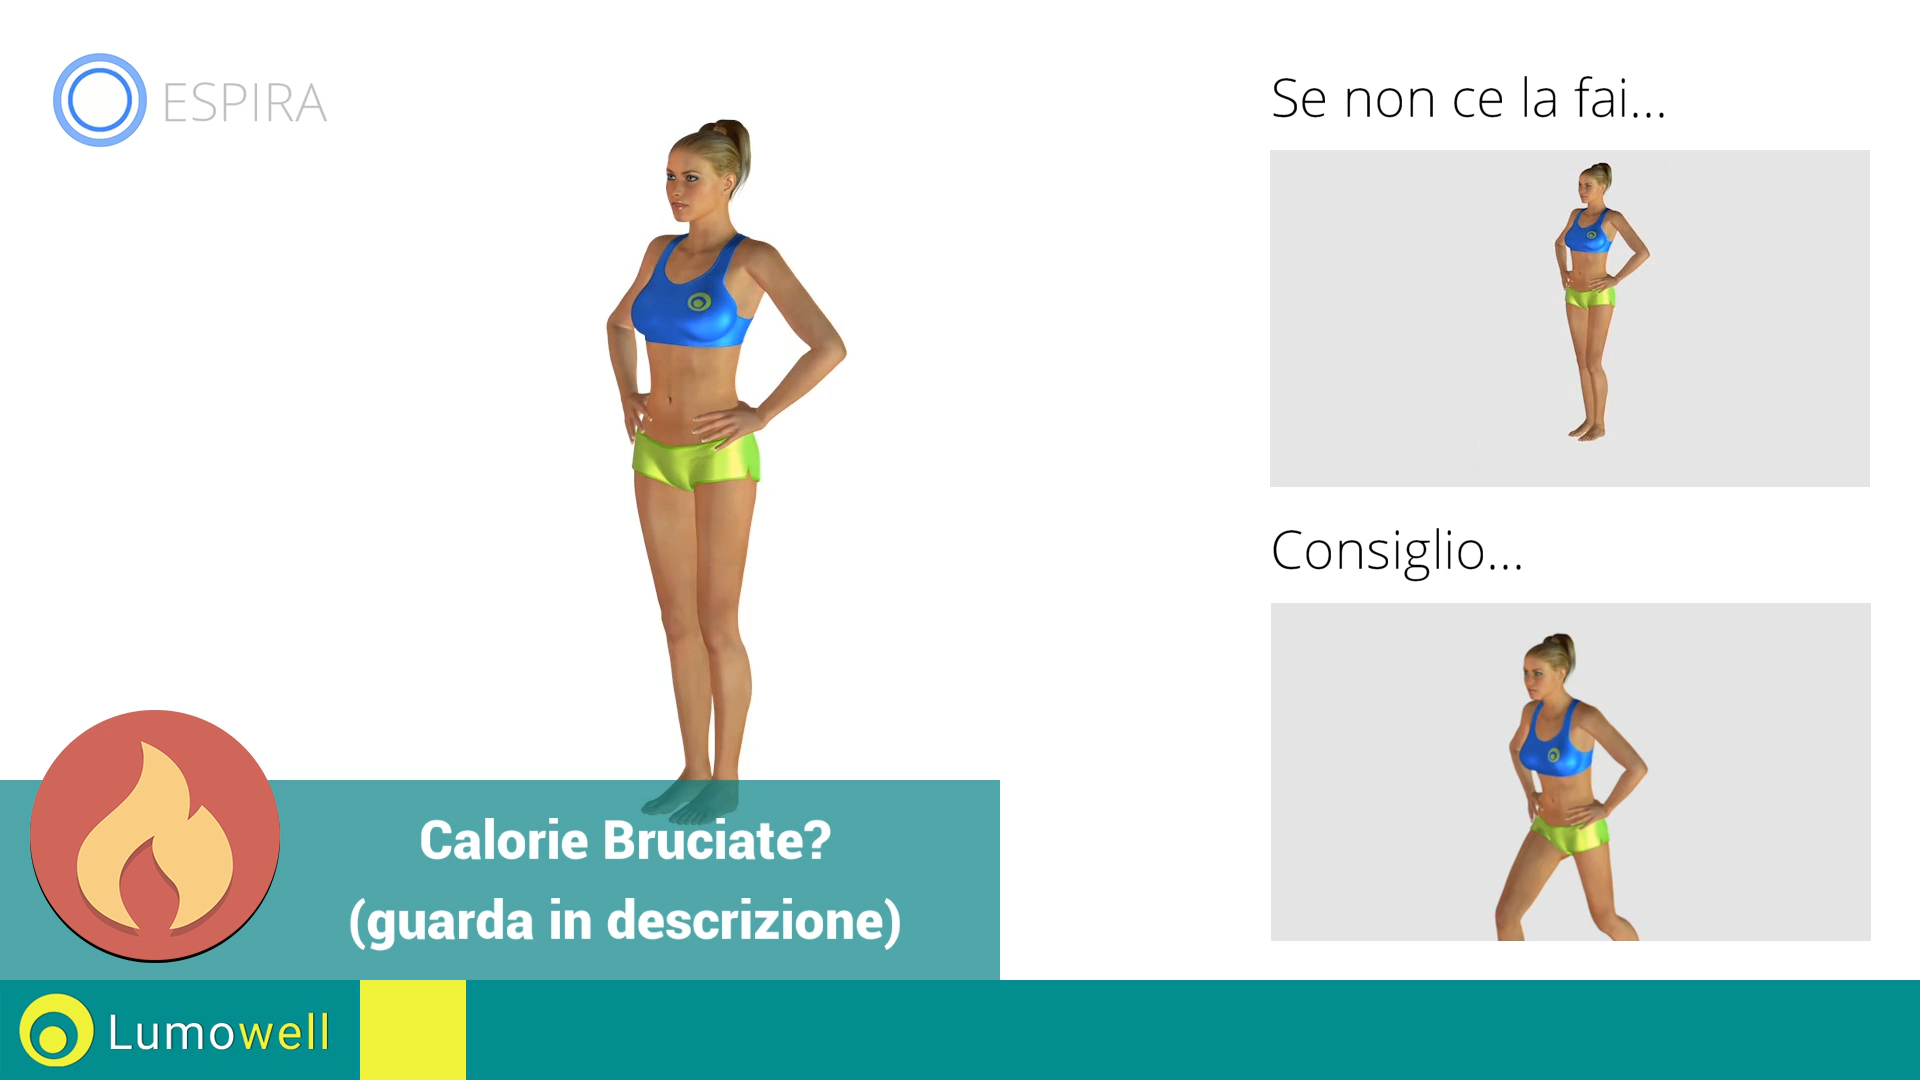 ESPIRA
Se non ce la fai...
Consiglio...
Calorie Bruciate?
(guarda in descrizione)
Lumowell